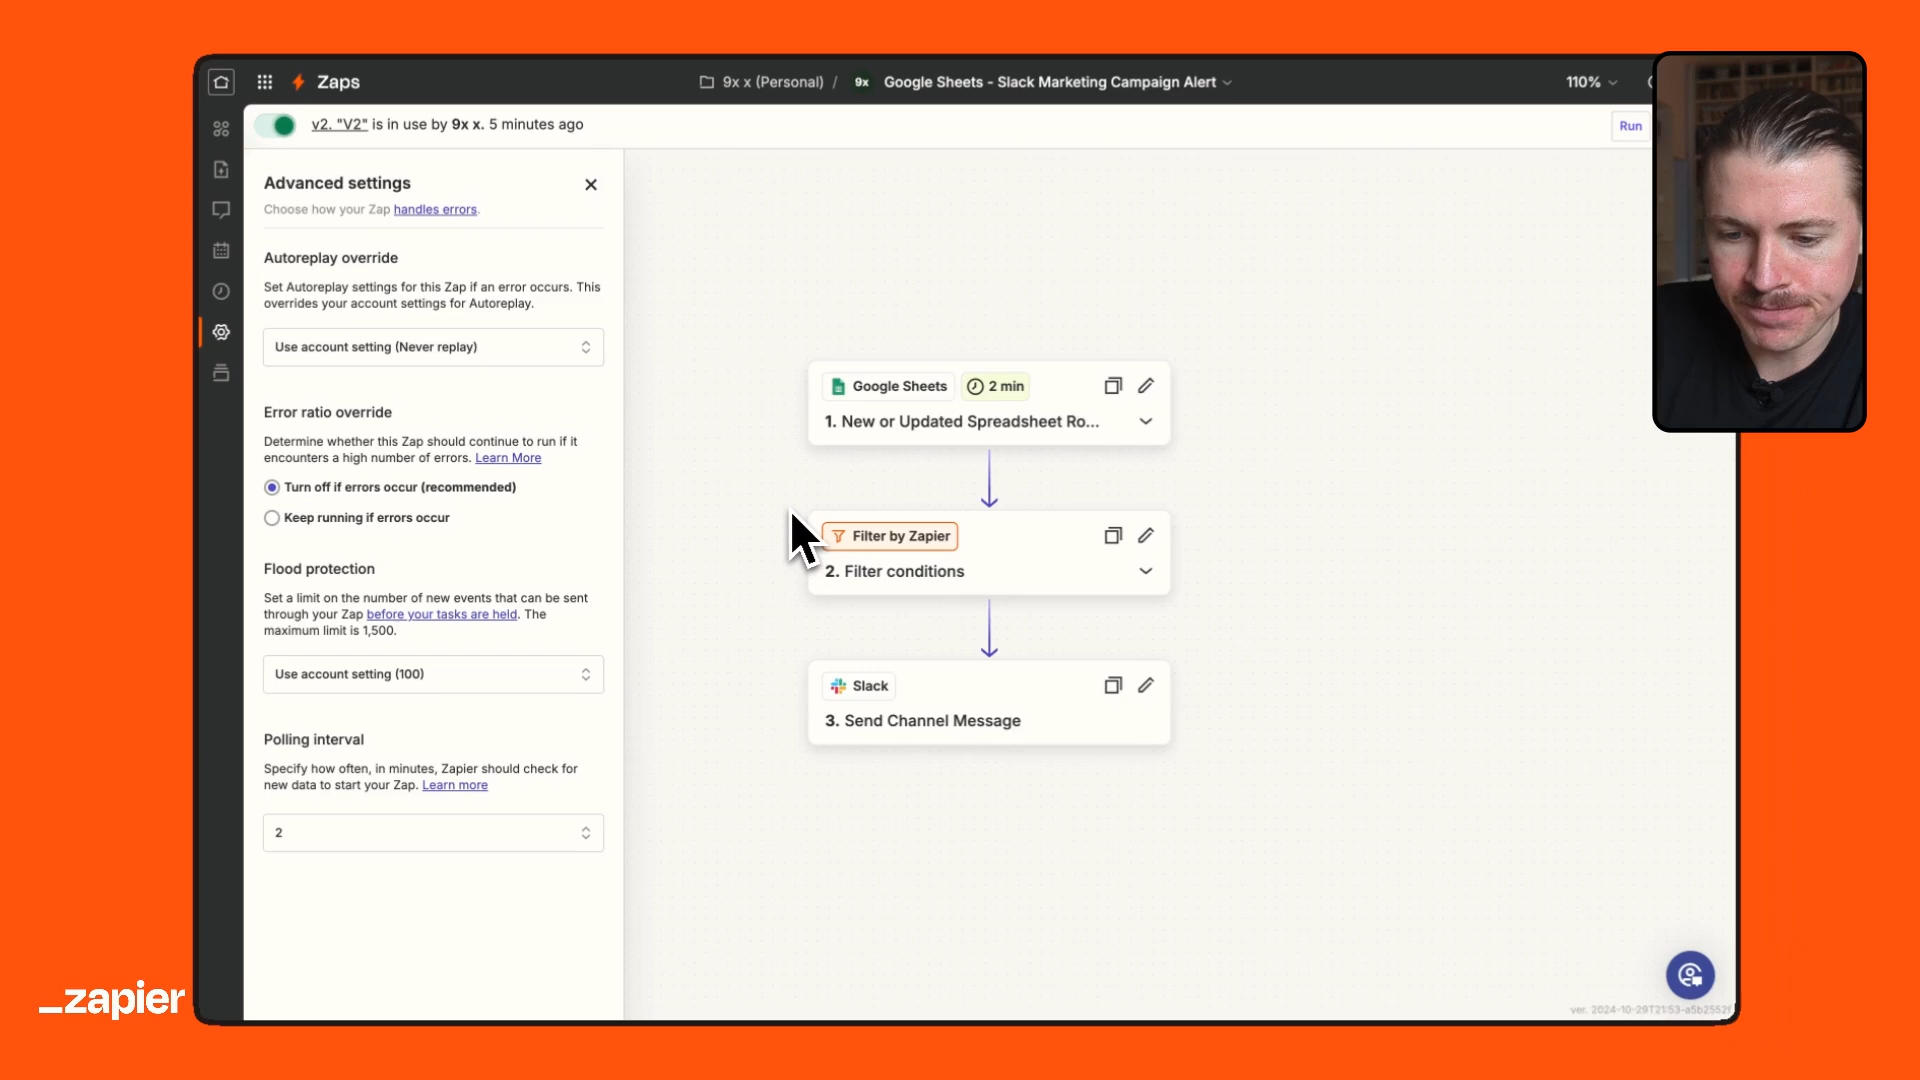 Zaps
9x x (Personal) / 9x Google Sheets - Slack Marketing Campaign Alert
110%
v2. "V2" is in use by 9x x. 5 minutes ago
Run
Advanced settings
Choose how your Zap handles errors.
Autoreplay override
Set Autoreplay settings for this Zap if an error occurs. This
overrides your account settings for Autoreplay.
Use account setting (Never replay)
Error ratio override
Determine whether this Zap should continue to run if it
encounters a high number of errors. Learn More
Turn off if errors occur (recommended)
Keep running if errors occur
Flood protection
Set a limit on the number of new events that can be sent
through your Zap before your tasks are held. The
maximum limit is 1,500.
Use account setting (100)
Polling interval
Specify how often, in minutes, Zapier should check for
new data to start your Zap. Learn more
2
Google Sheets 2 min
1. New or Updated Spreadsheet Ro...
Filter by Zapier
2. Filter conditions
Slack
3. Send Channel Message
_zapier
ver. 2024-10-29T21:53-a5b2552f